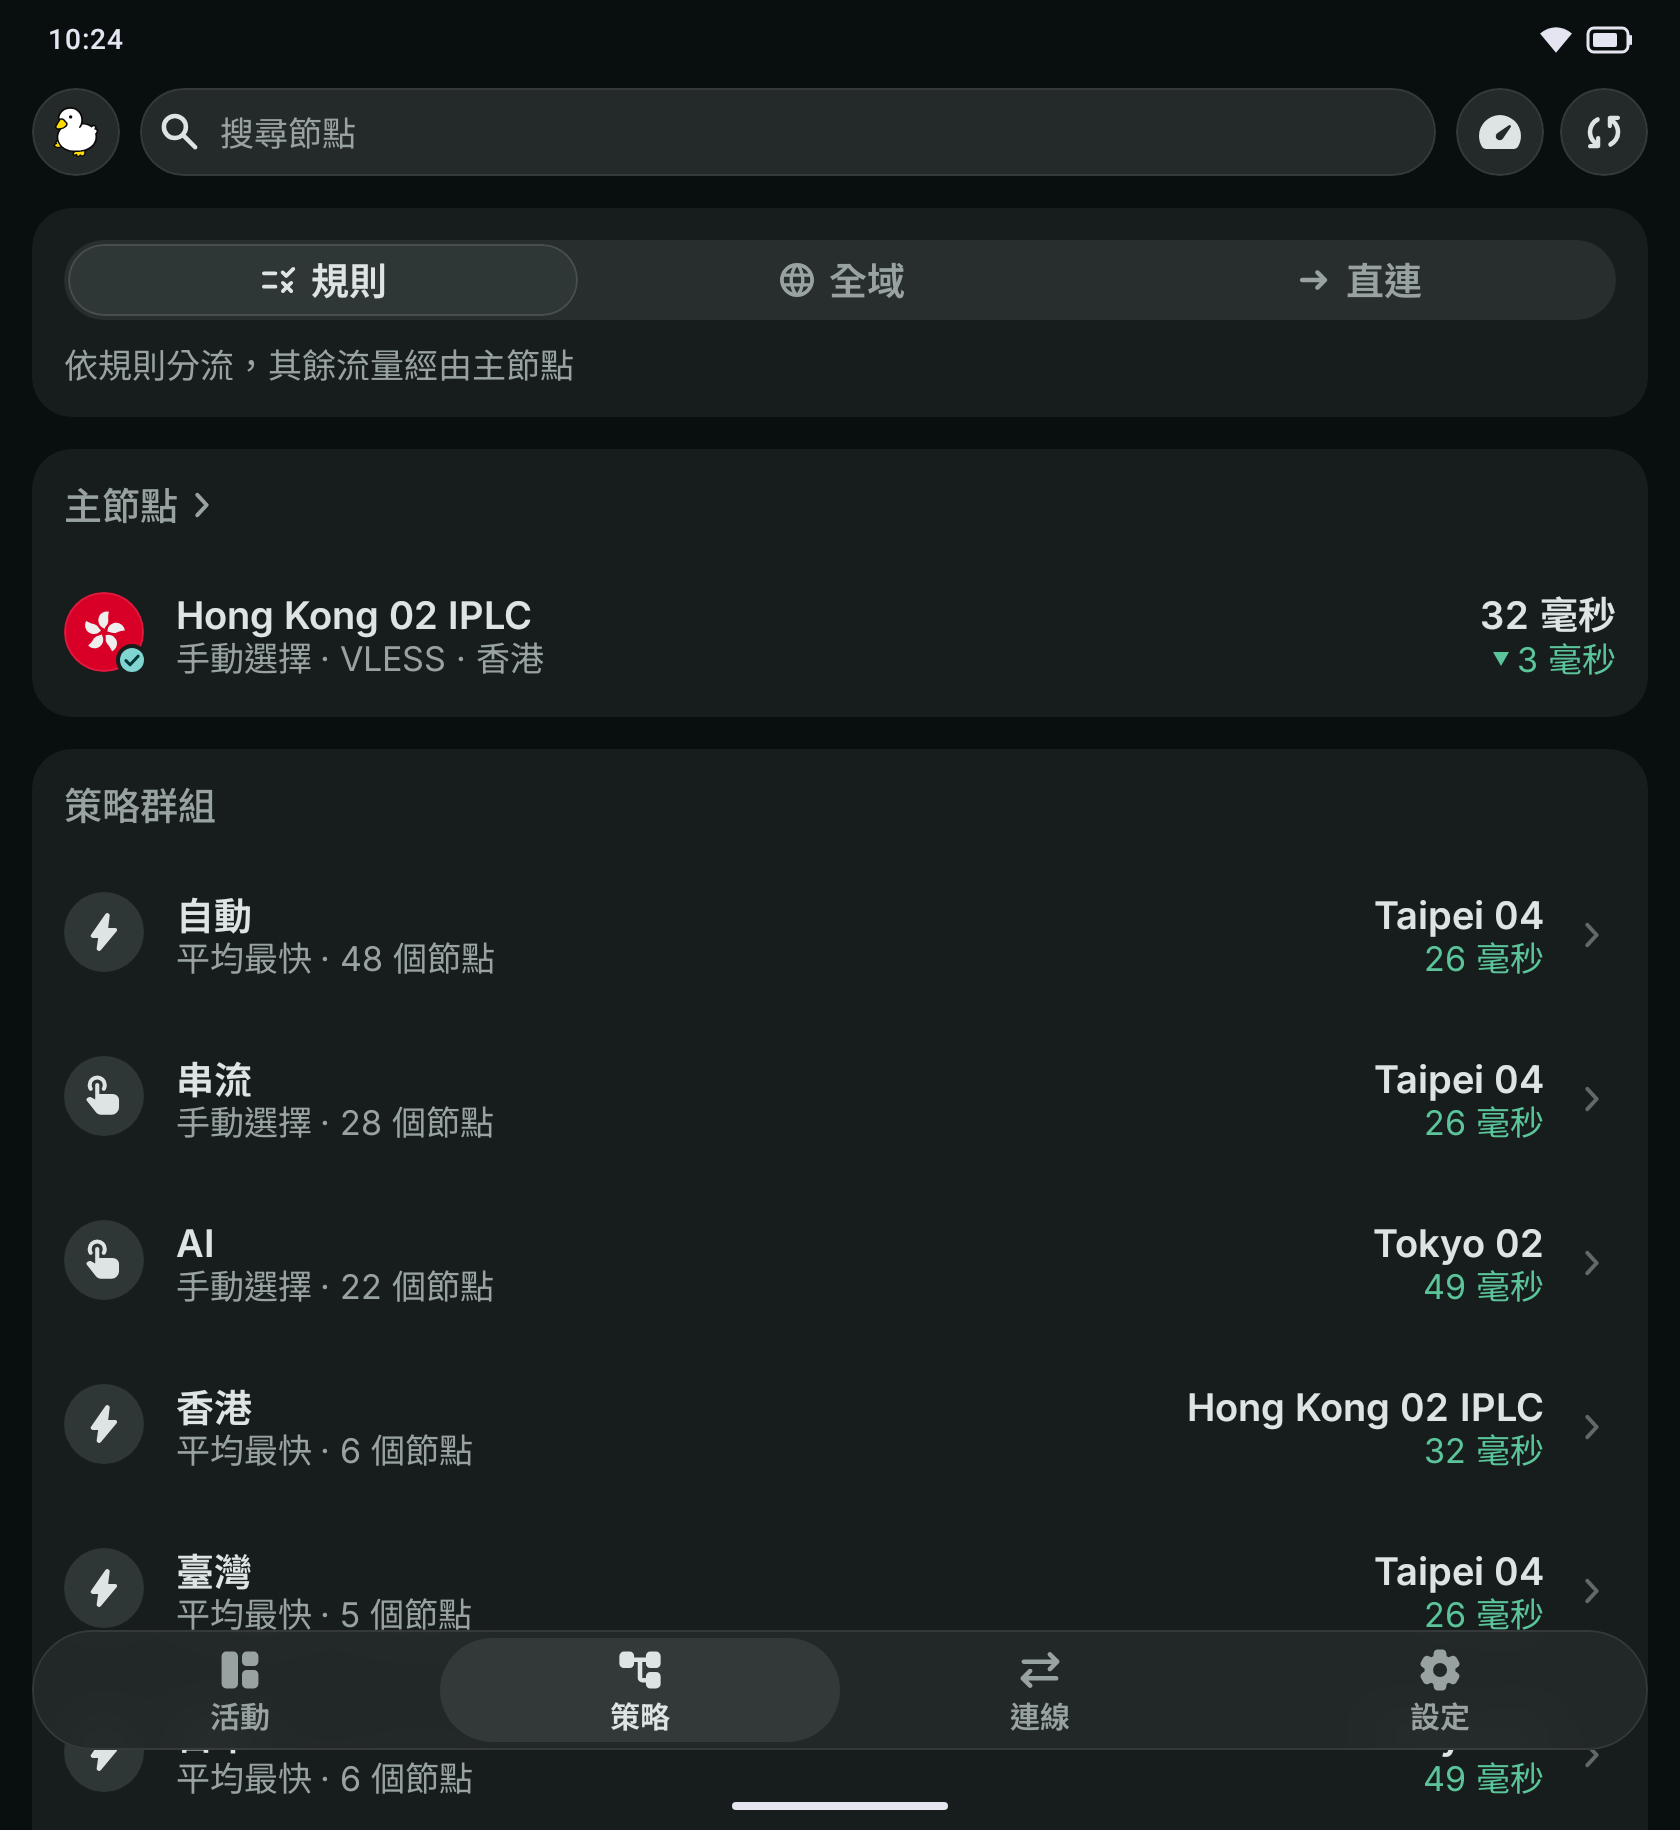 10:24
搜尋節點
規則
全域
直連
依規則分流，其餘流量經由主節點
主節點
Hong Kong 02 IPLC
32 毫秒
手動選擇 · VLESS · 香港
▼3 毫秒
策略群組
自動
Taipei 04
平均最快 · 48 個節點
26 毫秒
串流
Taipei 04
手動選擇 · 28 個節點
26 毫秒
AI
Tokyo 02
手動選擇 · 22 個節點
49 毫秒
香港
Hong Kong 02 IPLC
平均最快 · 6 個節點
32 毫秒
臺灣
Taipei 04
平均最快 · 5 個節點
26 毫秒
活動
策略
連線
設定
平均最快 · 6 個節點
49 毫秒